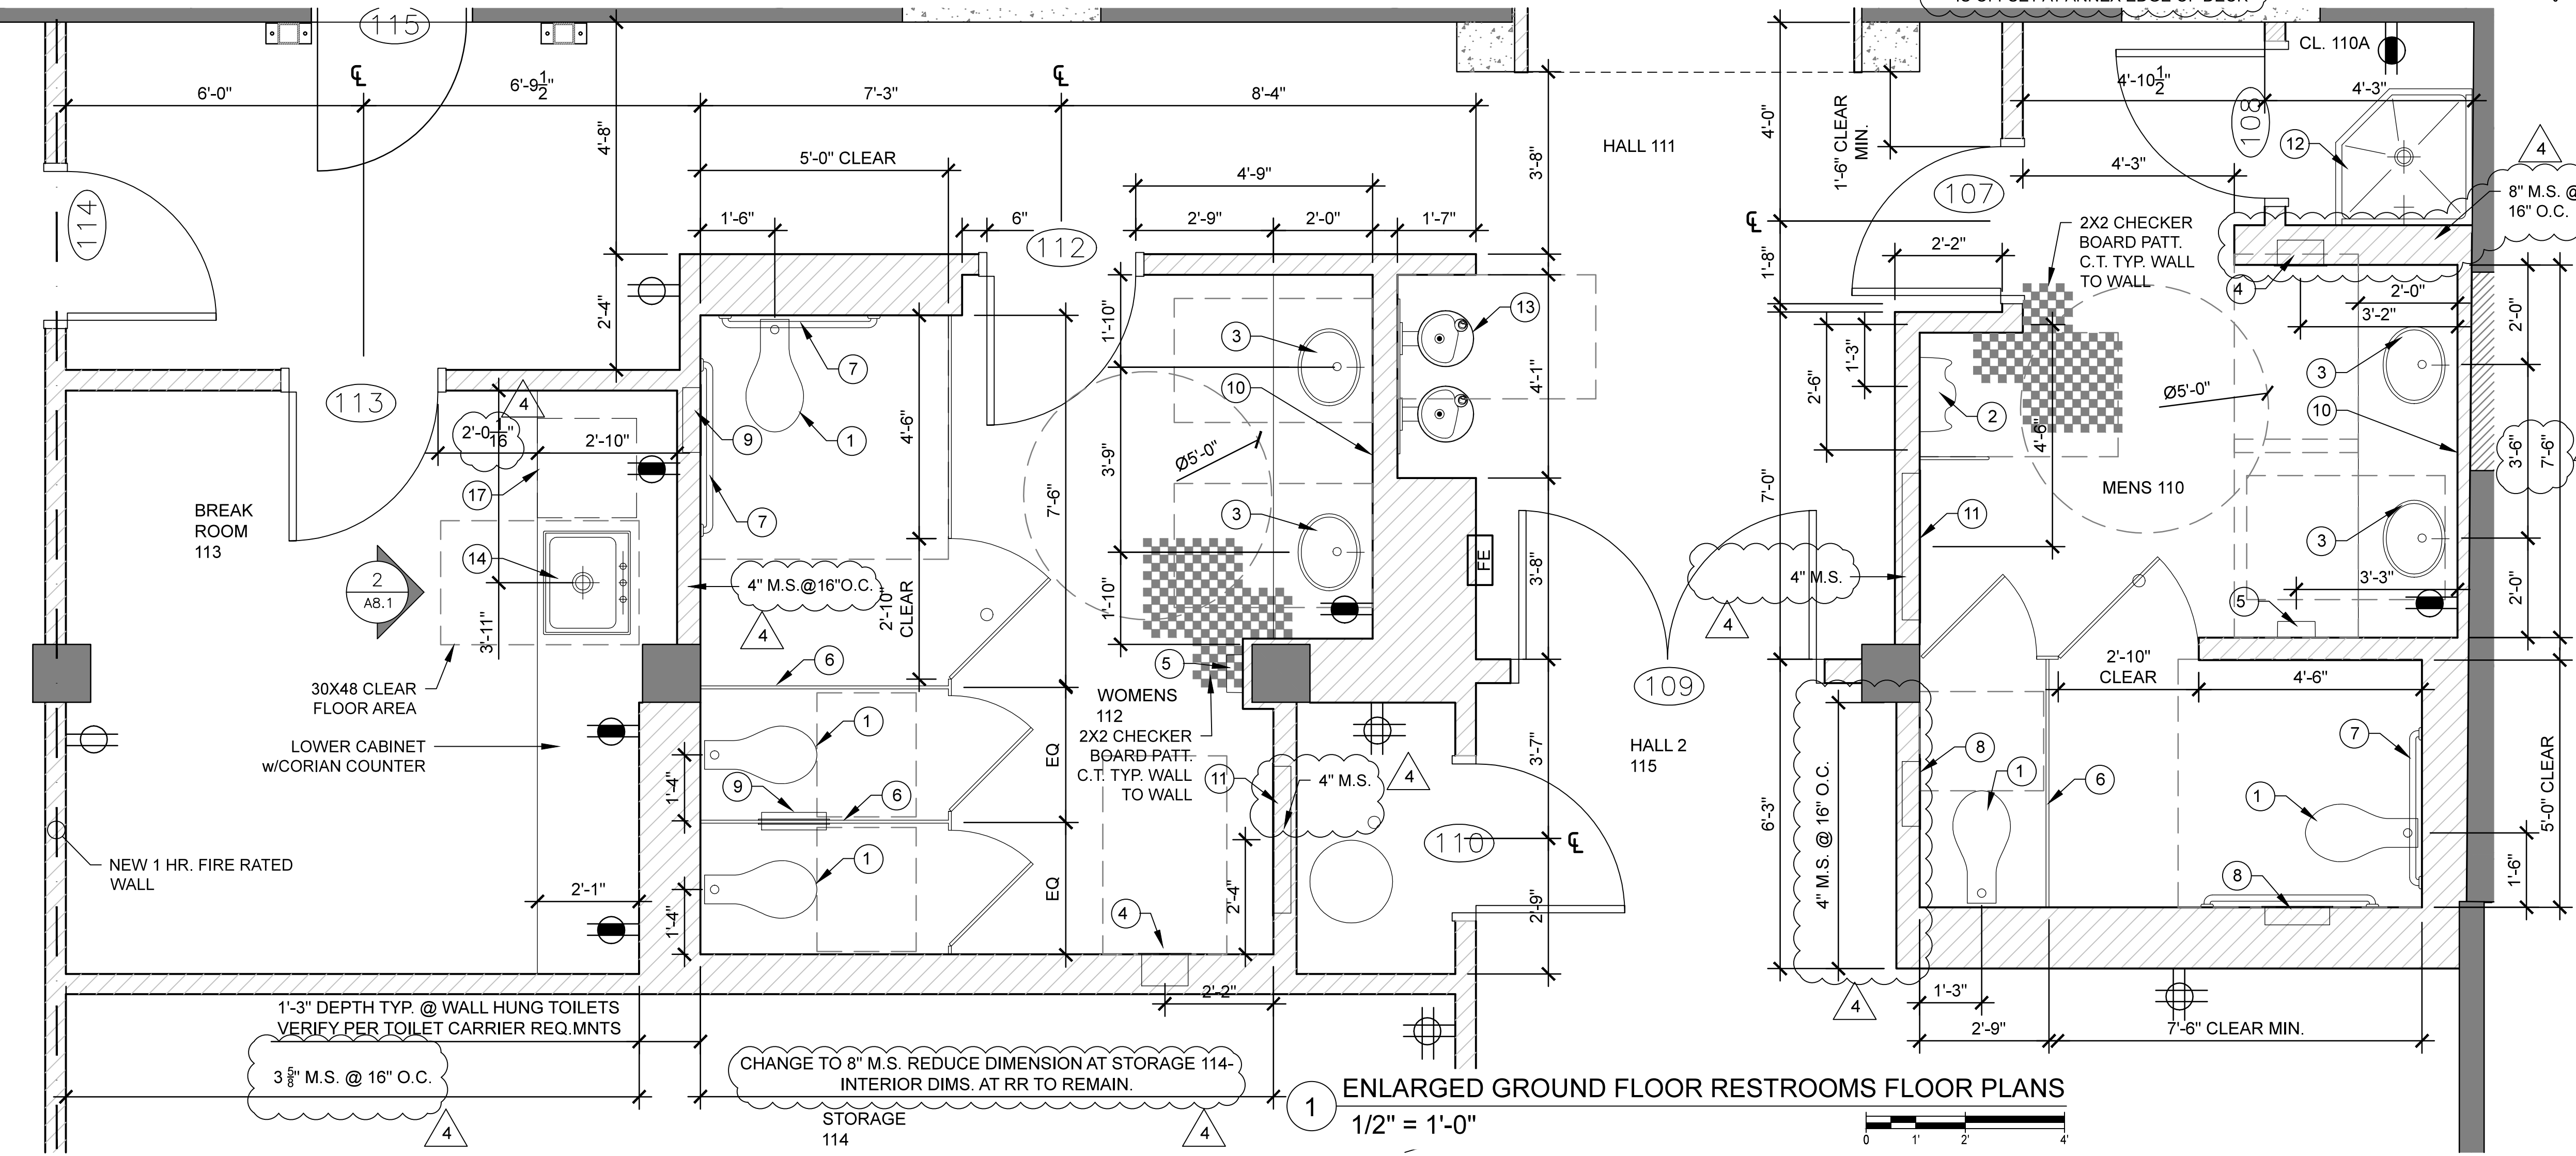 115
℄
6'-0"
6'-9 1/2"
7'-3"
℄
8'-4"
4'-8"
5'-0" CLEAR
4'-9"
1'-6"
6"
2'-9"
2'-0"
1'-7"
3'-8"
HALL 111
114
112
2'-4"
113
2'-0 1/16"
4
2'-10"
17
14
BREAK
ROOM
113
2
A8.1
3'-11"
30X48 CLEAR
FLOOR AREA
LOWER CABINET
w/CORIAN COUNTER
NEW 1 HR. FIRE RATED
WALL
2'-1"
7
9
1
7
4'-6"
4" M.S.@16"O.C.
4
2'-10"
CLEAR
6
1
9
6
1
1'-4"
1'-4"
7'-6"
EQ
EQ
1'-10"
3'-9"
1'-10"
Ø5'-0"
3
10
3
13
4'-1"
FE
3'-8"
5
WOMENS
112
2X2 CHECKER
BOARD PATT.
C.T. TYP. WALL
TO WALL
11
4" M.S.
4
2'-4"
4
2'-2"
110
℄
3'-7"
2'-9"
109
HALL 2
115
1'-3" DEPTH TYP. @ WALL HUNG TOILETS
VERIFY PER TOILET CARRIER REQ.MNTS
3 5/8" M.S. @ 16" O.C.
4
CHANGE TO 8" M.S. REDUCE DIMENSION AT STORAGE 114-
INTERIOR DIMS. AT RR TO REMAIN.
4
STORAGE
114
1
ENLARGED GROUND FLOOR RESTROOMS FLOOR PLANS
1/2" = 1'-0"
0 1' 2' 4'
CL. 110A
4'-0"
1'-6" CLEAR
MIN.
4'-10 1/2"
4'-3"
108
12
4
107
4'-3"
8" M.S. @
16" O.C.
℄
1'-8"
2'-2"
2X2 CHECKER
BOARD PATT.
C.T. TYP. WALL
TO WALL
4
2'-0"
3'-2"
2'-0"
2'-6"
1'-3"
2
4'-6"
Ø5'-0"
3
10
3'-6"
7'-6"
7'-0"
MENS 110
11
3
4" M.S.
4
3'-3"
5
2'-0"
2'-10"
CLEAR
4'-6"
4" M.S. @ 16" O.C.
6'-3"
8
1
6
7
1
8
5'-0" CLEAR
1'-6"
4
1'-3"
2'-9"
7'-6" CLEAR MIN.